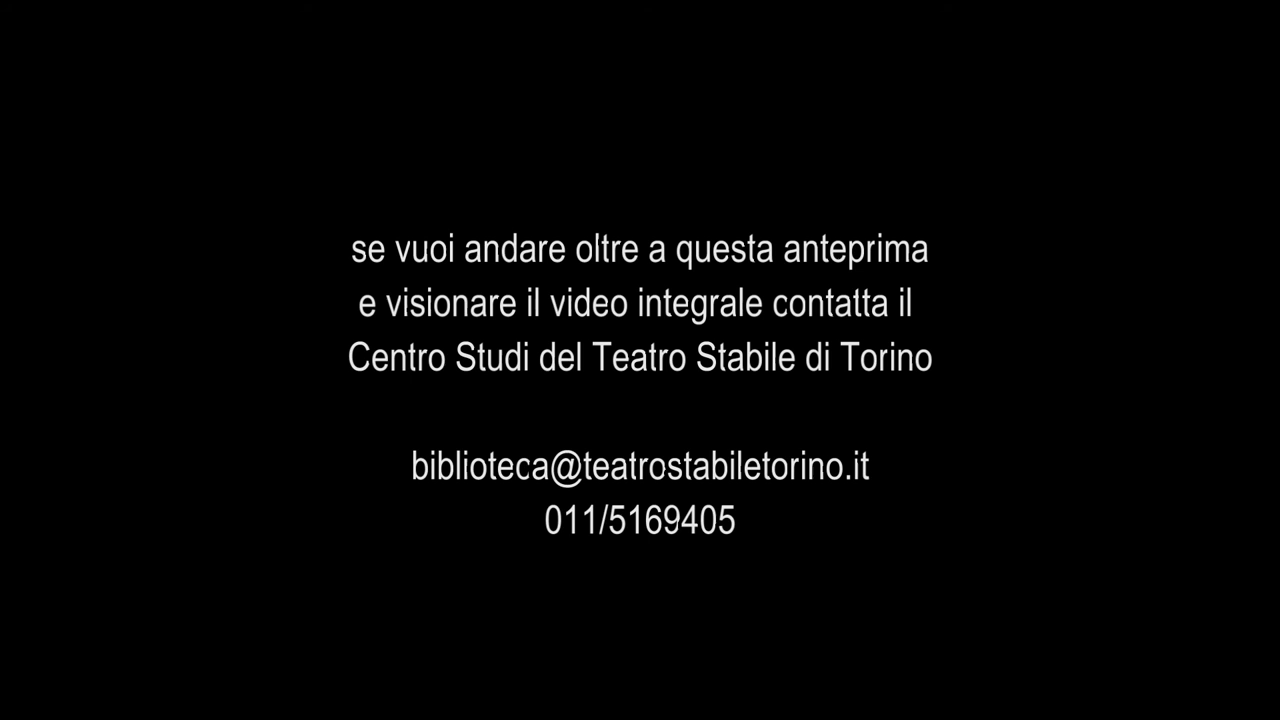 se vuoi andare oltre a questa anteprima
e visionare il video integrale contatta il
Centro Studi del Teatro Stabile di Torino
biblioteca@teatrostabiletorino.it
011/5169405